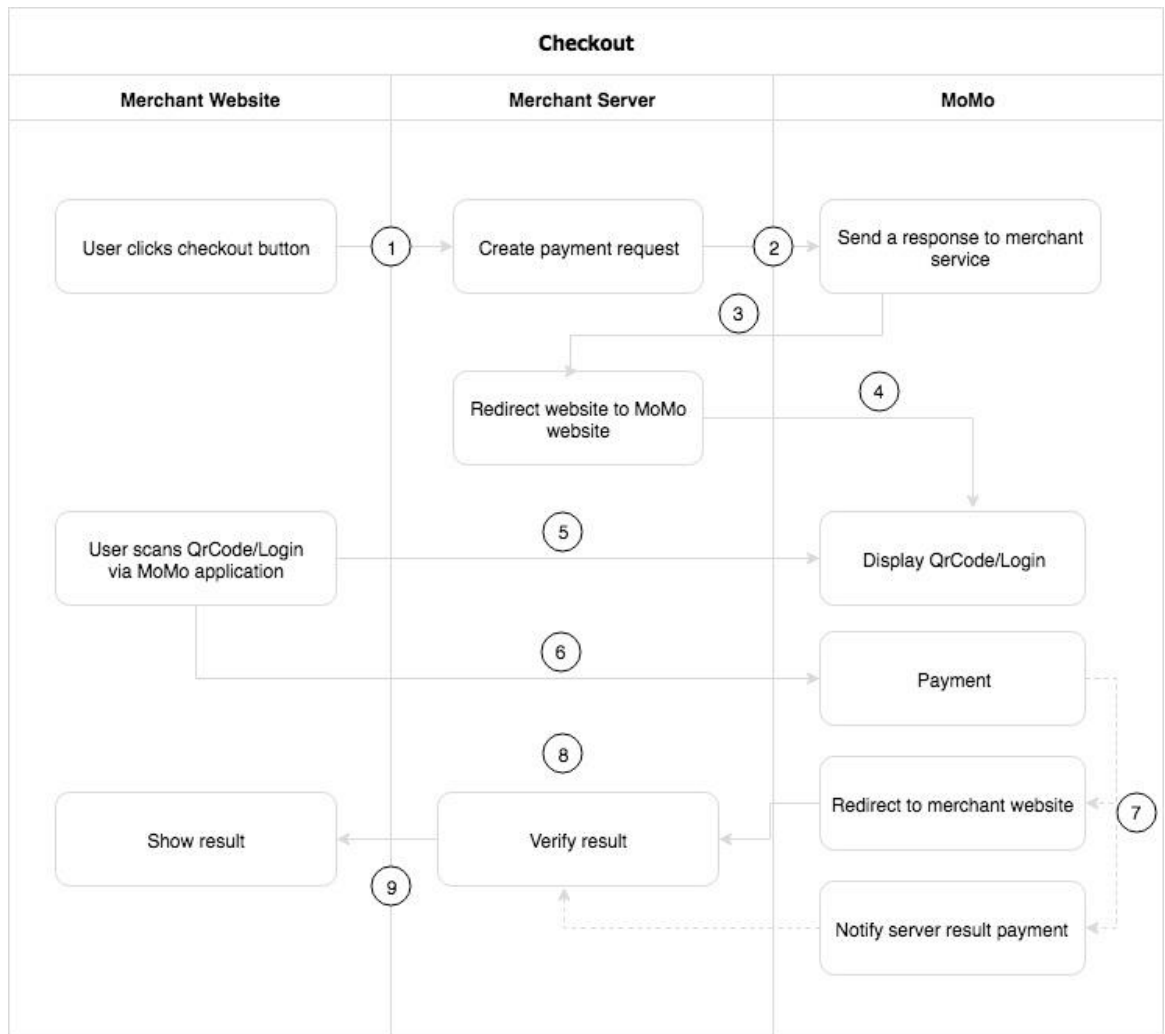 Checkout
Merchant Website
Merchant Server
MoMo
User clicks checkout button
1
Create payment request
2
Send a response to merchant
service
3
Redirect website to MoMo
website
4
User scans QrCode/Login
via MoMo application
5
Display QrCode/Login
6
Payment
7
8
Redirect to merchant website
Show result
9
Verify result
Notify server result payment